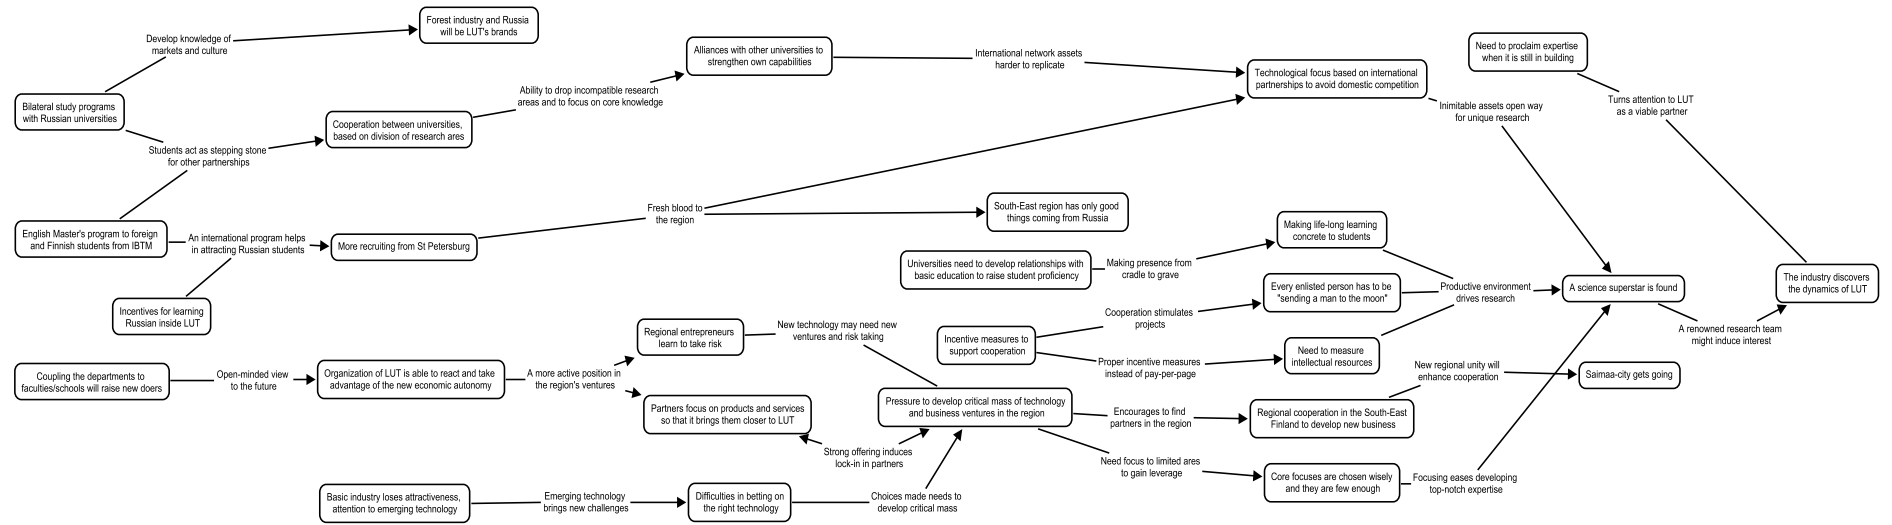 Forest industry and Russia
will be LUT's brands
Develop knowledge of
markets and culture
Alliances with other universities to
strengthen own capabilities
International network assets
harder to replicate
Need to proclaim expertise
when it is still in building
Technological focus based on international
partnerships to avoid domestic competition
Bilateral study programs
with Russian universities
Ability to drop incompatible research
areas and to focus on core knowledge
Turns attention to LUT
as a viable partner
Inimitable assets open way
for unique research
Cooperation between universities,
based on division of research ares
Students act as stepping stone
for other partnerships
Fresh blood to
the region
South-East region has only good
things coming from Russia
English Master's program to foreign
and Finnish students from IBTM
An international program helps
in attracting Russian students
More recruiting from St Petersburg
Making life-long learning
concrete to students
Universities need to develop relationships with
basic education to raise student proficiency
Making presence from
cradle to grave
Every enlisted person has to be
"sending a man to the moon"
Productive environment
drives research
A science superstar is found
The industry discovers
the dynamics of LUT
Incentives for learning
Russian inside LUT
Cooperation stimulates
projects
Regional entrepreneurs
learn to take risk
New technology may need new
ventures and risk taking
Incentive measures to
support cooperation
A renowned research team
might induce interest
Proper incentive measures
instead of pay-per-page
Need to measure
intellectual resources
Coupling the departments to
faculties/schools will raise new doers
Open-minded view
to the future
Organization of LUT is able to react and take
advantage of the new economic autonomy
A more active position in
the region's ventures
New regional unity will
enhance cooperation
Saimaa-city gets going
Partners focus on products and services
so that it brings them closer to LUT
Pressure to develop critical mass of technology
and business ventures in the region
Encourages to find
partners in the region
Regional cooperation in the South-East
Finland to develop new business
Strong offering induces
lock-in in partners
Need focus to limited ares
to gain leverage
Core focuses are chosen wisely
and they are few enough
Focusing eases developing
top-notch expertise
Basic industry loses attractiveness,
attention to emerging technology
Emerging technology
brings new challenges
Difficulties in betting on
the right technology
Choices made needs to
develop critical mass